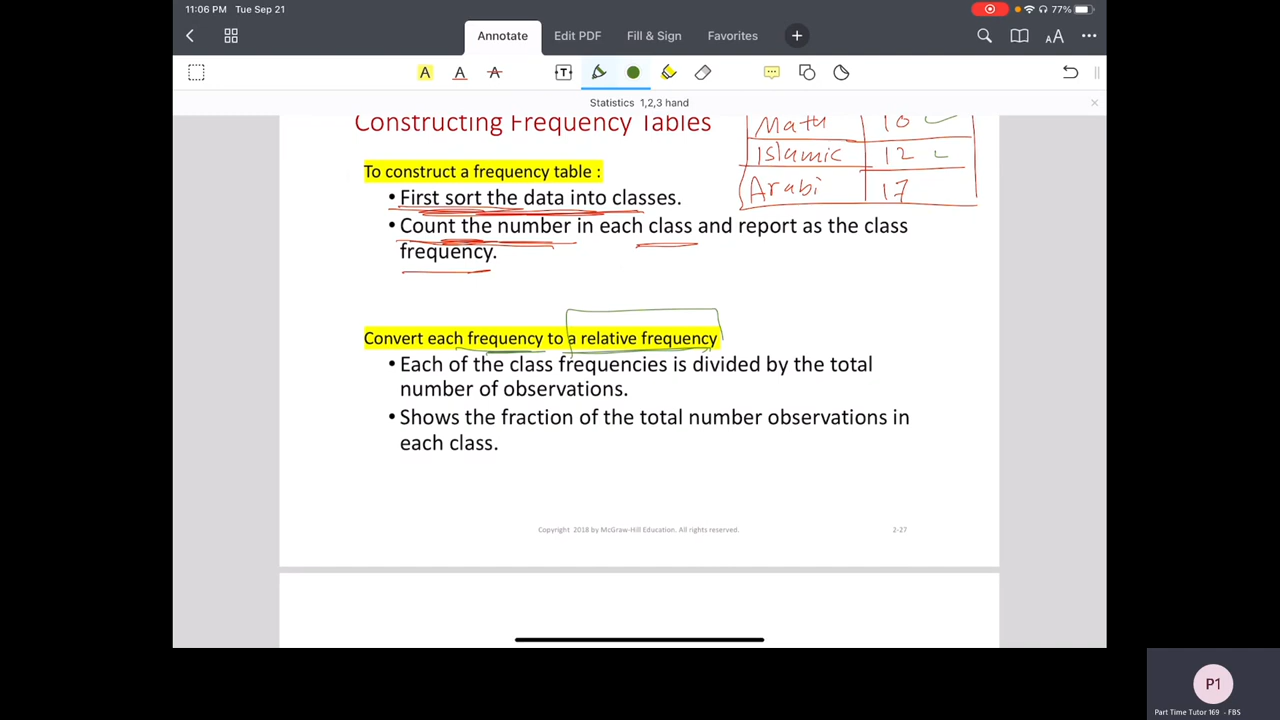 11:06 PM Tue Sep 21
77%
Annotate Edit PDF Fill & Sign Favorites
Statistics 1,2,3 hand
Constructing Frequency Tables
Math 10
Islamic 12
Arabi 17
To construct a frequency table :
• First sort the data into classes.
• Count the number in each class and report as the class
frequency.
Convert each frequency to a relative frequency
• Each of the class frequencies is divided by the total
number of observations.
• Shows the fraction of the total number observations in
each class.
Copyright 2018 by McGraw-Hill Education. All rights reserved.
2-27
P1
Part Time Tutor 169 - FBS